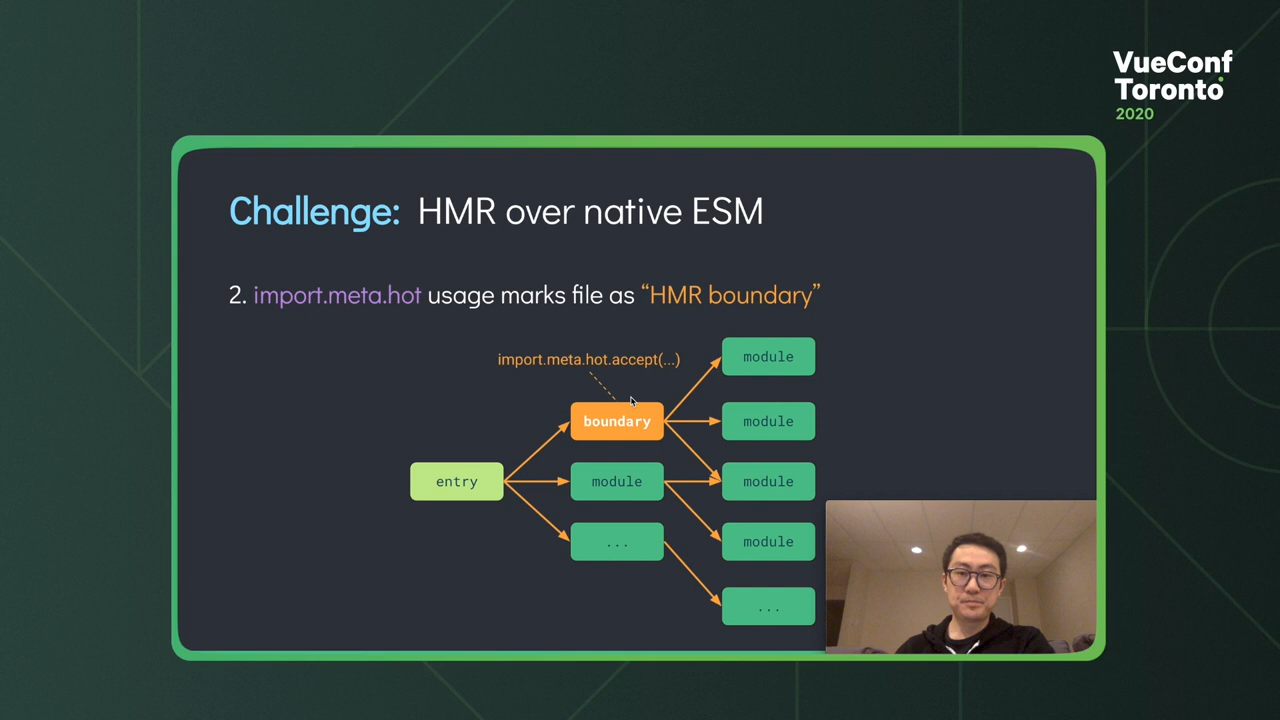 VueConf
Toronto
2020
Challenge: HMR over native ESM
2. import.meta.hot usage marks file as “HMR boundary”
import.meta.hot.accept(...)
module
boundary
module
entry
module
module
...
module
...